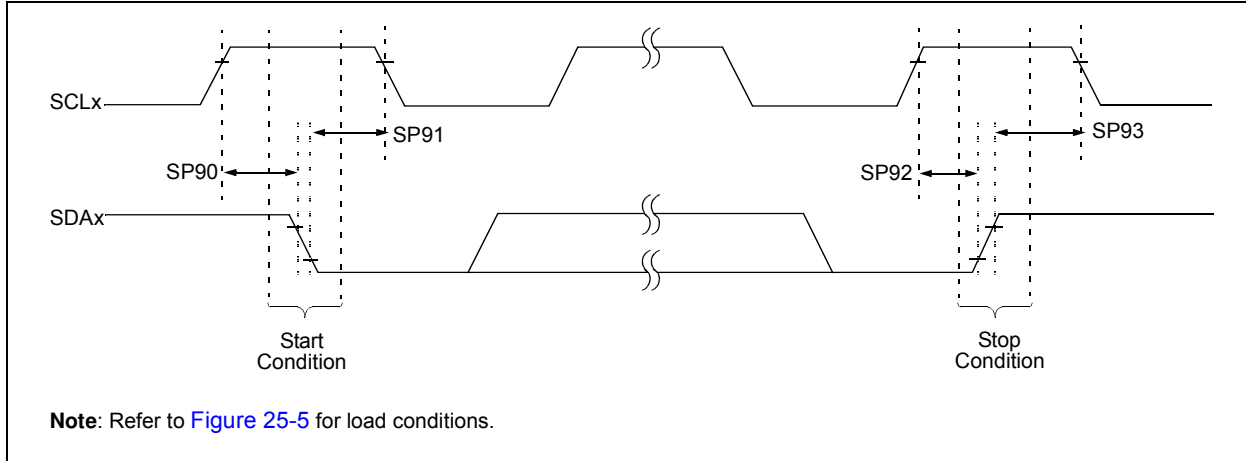 SCLx
SP91
SP93
SP90
SP92
SDAx
Start
Condition
Stop
Condition
Note: Refer to Figure 25-5 for load conditions.